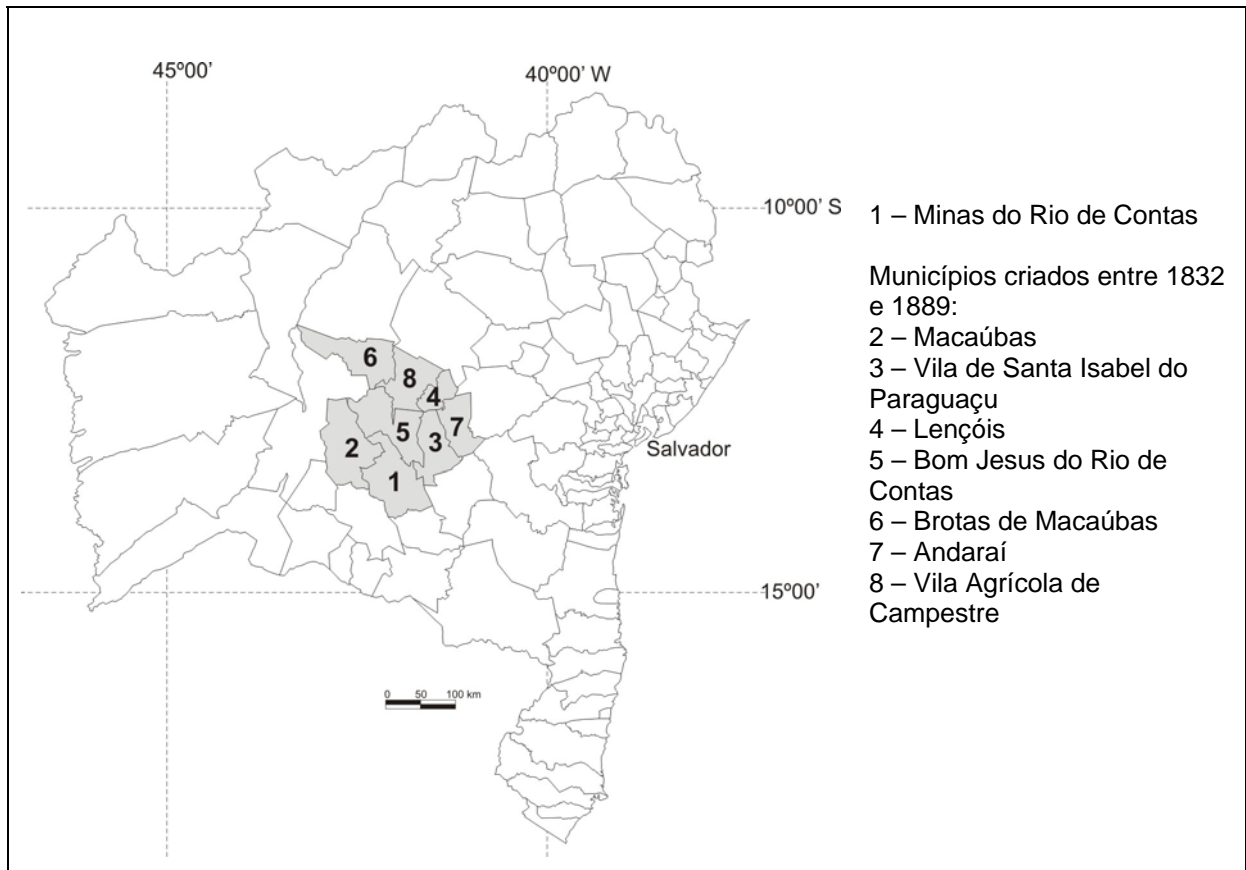 45º00’
40º00’ W
10º00’ S
1 – Minas do Rio de Contas
Municípios criados entre 1832
e 1889:
2 – Macaúbas
3 – Vila de Santa Isabel do
Paraguaçu
4 – Lençóis
5 – Bom Jesus do Rio de
Contas
6 – Brotas de Macaúbas
7 – Andaraí
8 – Vila Agrícola de
Campestre
6
8
4
7
5
3
2
1
Salvador
15º00’
0 50 100 km